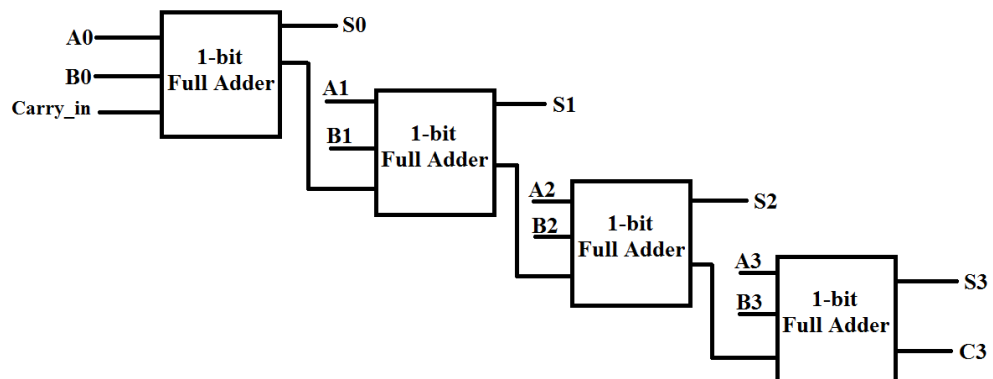 A0
B0
Carry_in
1-bit
Full Adder
S0
A1
B1
1-bit
Full Adder
S1
A2
B2
1-bit
Full Adder
S2
A3
B3
1-bit
Full Adder
S3
C3